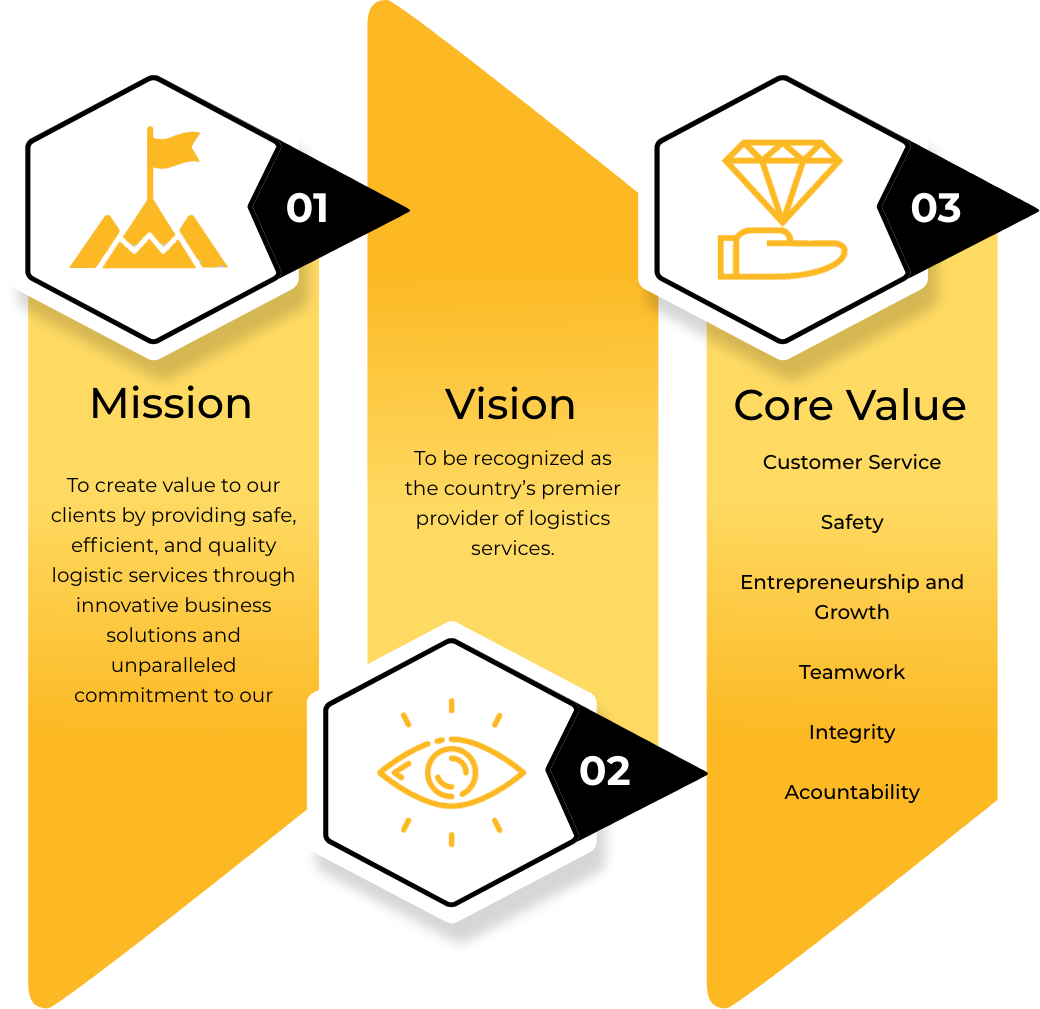 01
Mission
To create value to our
clients by providing safe,
efficient, and quality
logistic services through
innovative business
solutions and
unparalleled
commitment to our
02
Vision
To be recognized as
the country’s premier
provider of logistics
services.
03
Core Value
Customer Service
Safety
Entrepreneurship and
Growth
Teamwork
Integrity
Acountability